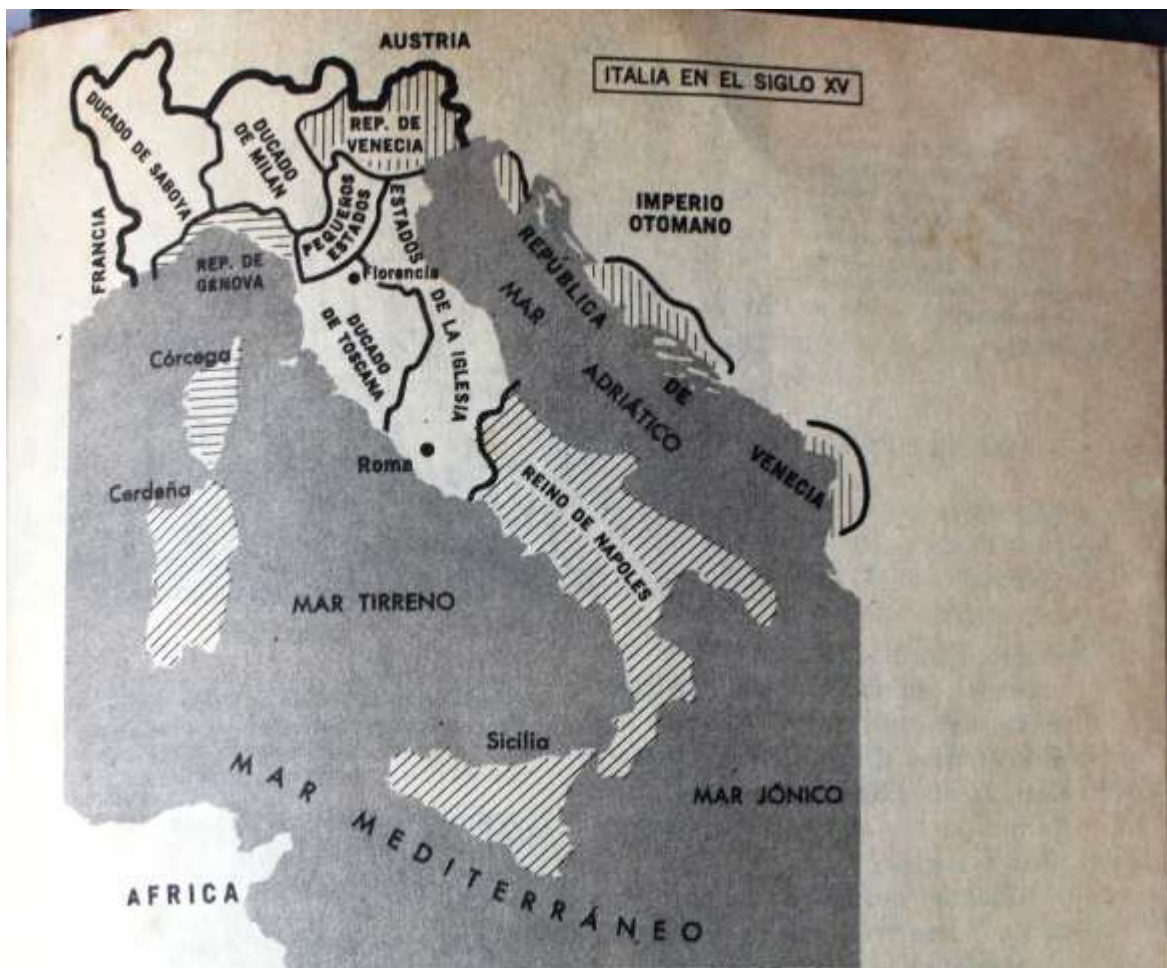 AUSTRIA
ITALIA EN EL SIGLO XV
DUCADO DE SABOYA
DUCADO
DE MILAN
REP. DE
VENECIA
FRANCIA
REP. DE
GENOVA
PEQUEÑOS
ESTADOS
ESTADOS DE LA IGLESIA
Florencia
DUCADO
DE TOSCANA
IMPERIO
OTOMANO
REPÚBLICA DE VENECIA
MAR ADRIÁTICO
Córcega
Roma
Cerdeña
REINO DE NAPOLES
MAR TIRRENO
Sicilia
MAR JÓNICO
MAR MEDITERRÁNEO
AFRICA